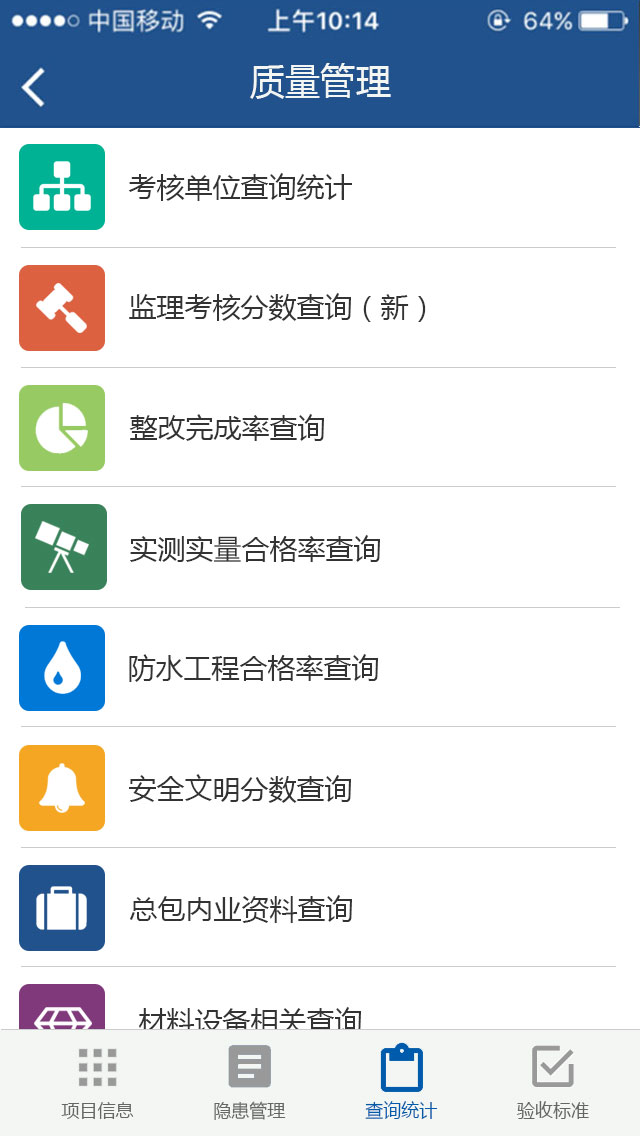 中国移动 上午10:14 64%
质量管理
考核单位查询统计
监理考核分数查询（新）
整改完成率查询
实测实量合格率查询
防水工程合格率查询
安全文明分数查询
总包内业资料查询
材料设备相关查询
项目信息 隐患管理 查询统计 验收标准